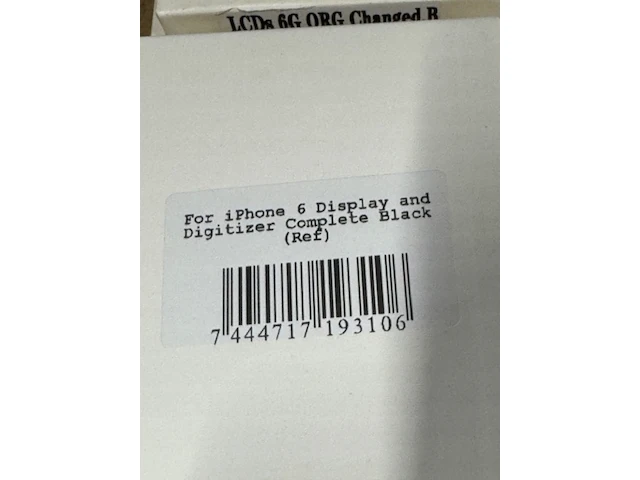 LCDs 6G ORG Changed B
For iPhone 6 Display and
Digitizer Complete Black
(Ref)
7 444717 193106